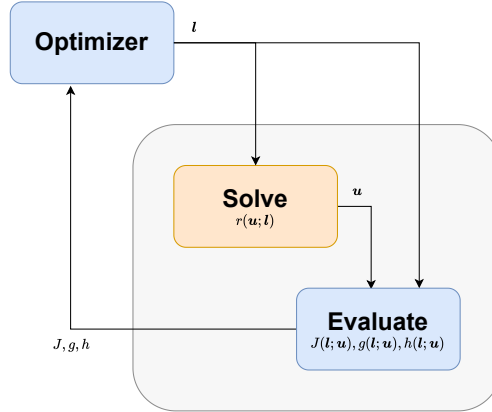 Optimizer
l
Solve
r(u; l)
u
Evaluate
J(l; u), g(l; u), h(l; u)
J, g, h